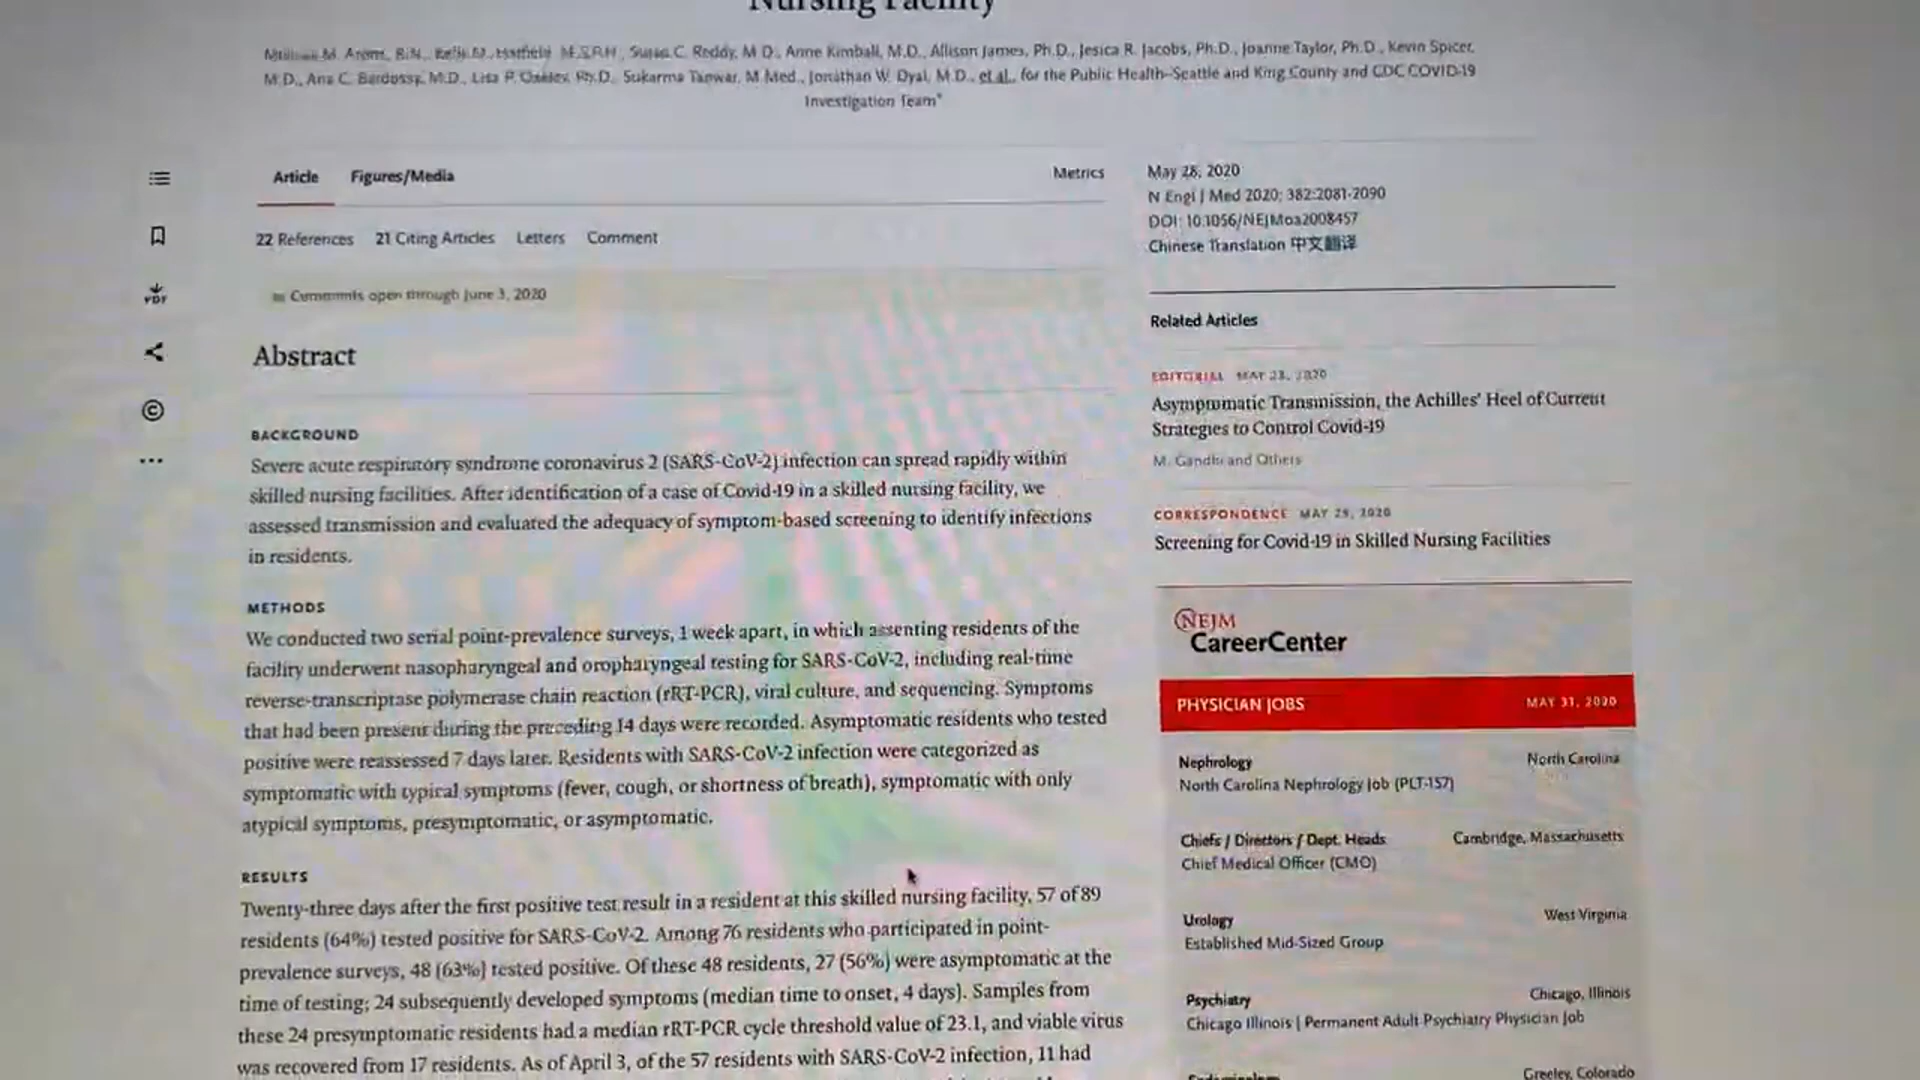 Nursing Facility
M. Arons, R.N., Kelly M. Hatfield, M.S.P.H., Sujan C. Reddy, M.D., Anne Kimball, M.D., Allison James, Ph.D., Jesica R. Jacobs, Ph.D., Joanne Taylor, Ph.D., Kevin Spicer,
M.D., Ana C. Bardossy, M.D., Lisa P. Oakley, Ph.D., Sukarma Tanwar, M.Med., Jonathan W. Dyal, M.D., et al., for the Public Health–Seattle and King County and CDC COVID-19
Investigation Team*
Article Figures/Media Metrics
22 References 21 Citing Articles Letters Comment
Comments open through June 3, 2020
Abstract
BACKGROUND
Severe acute respiratory syndrome coronavirus 2 (SARS-CoV-2) infection can spread rapidly within
skilled nursing facilities. After identification of a case of Covid-19 in a skilled nursing facility, we
assessed transmission and evaluated the adequacy of symptom-based screening to identify infections
in residents.
METHODS
We conducted two serial point-prevalence surveys, 1 week apart, in which assenting residents of the
facility underwent nasopharyngeal and oropharyngeal testing for SARS-CoV-2, including real-time
reverse-transcriptase polymerase chain reaction (rRT-PCR), viral culture, and sequencing. Symptoms
that had been present during the preceding 14 days were recorded. Asymptomatic residents who tested
positive were reassessed 7 days later. Residents with SARS-CoV-2 infection were categorized as
symptomatic with typical symptoms (fever, cough, or shortness of breath), symptomatic with only
atypical symptoms, presymptomatic, or asymptomatic.
RESULTS
Twenty-three days after the first positive test result in a resident at this skilled nursing facility, 57 of 89
residents (64%) tested positive for SARS-CoV-2. Among 76 residents who participated in point-
prevalence surveys, 48 (63%) tested positive. Of these 48 residents, 27 (56%) were asymptomatic at the
time of testing; 24 subsequently developed symptoms (median time to onset, 4 days). Samples from
these 24 presymptomatic residents had a median rRT-PCR cycle threshold value of 23.1, and viable virus
was recovered from 17 residents. As of April 3, of the 57 residents with SARS-CoV-2 infection, 11 had
May 28, 2020
N Engl J Med 2020; 382:2081-2090
DOI: 10.1056/NEJMoa2008457
Chinese Translation 中文翻译
Related Articles
EDITORIAL MAY 28, 2020
Asymptomatic Transmission, the Achilles' Heel of Current
Strategies to Control Covid-19
M. Gandhi and Others
CORRESPONDENCE MAY 29, 2020
Screening for Covid-19 in Skilled Nursing Facilities
NEJM
CareerCenter
PHYSICIAN JOBS MAY 31, 2020
Nephrology North Carolina
North Carolina Nephrology Job (PLT-157)
Chiefs / Directors / Dept. Heads Cambridge, Massachusetts
Chief Medical Officer (CMO)
Urology West Virginia
Established Mid-Sized Group
Psychiatry Chicago, Illinois
Chicago Illinois | Permanent Adult Psychiatry Physician Job
Greeley, Colorado
PDF